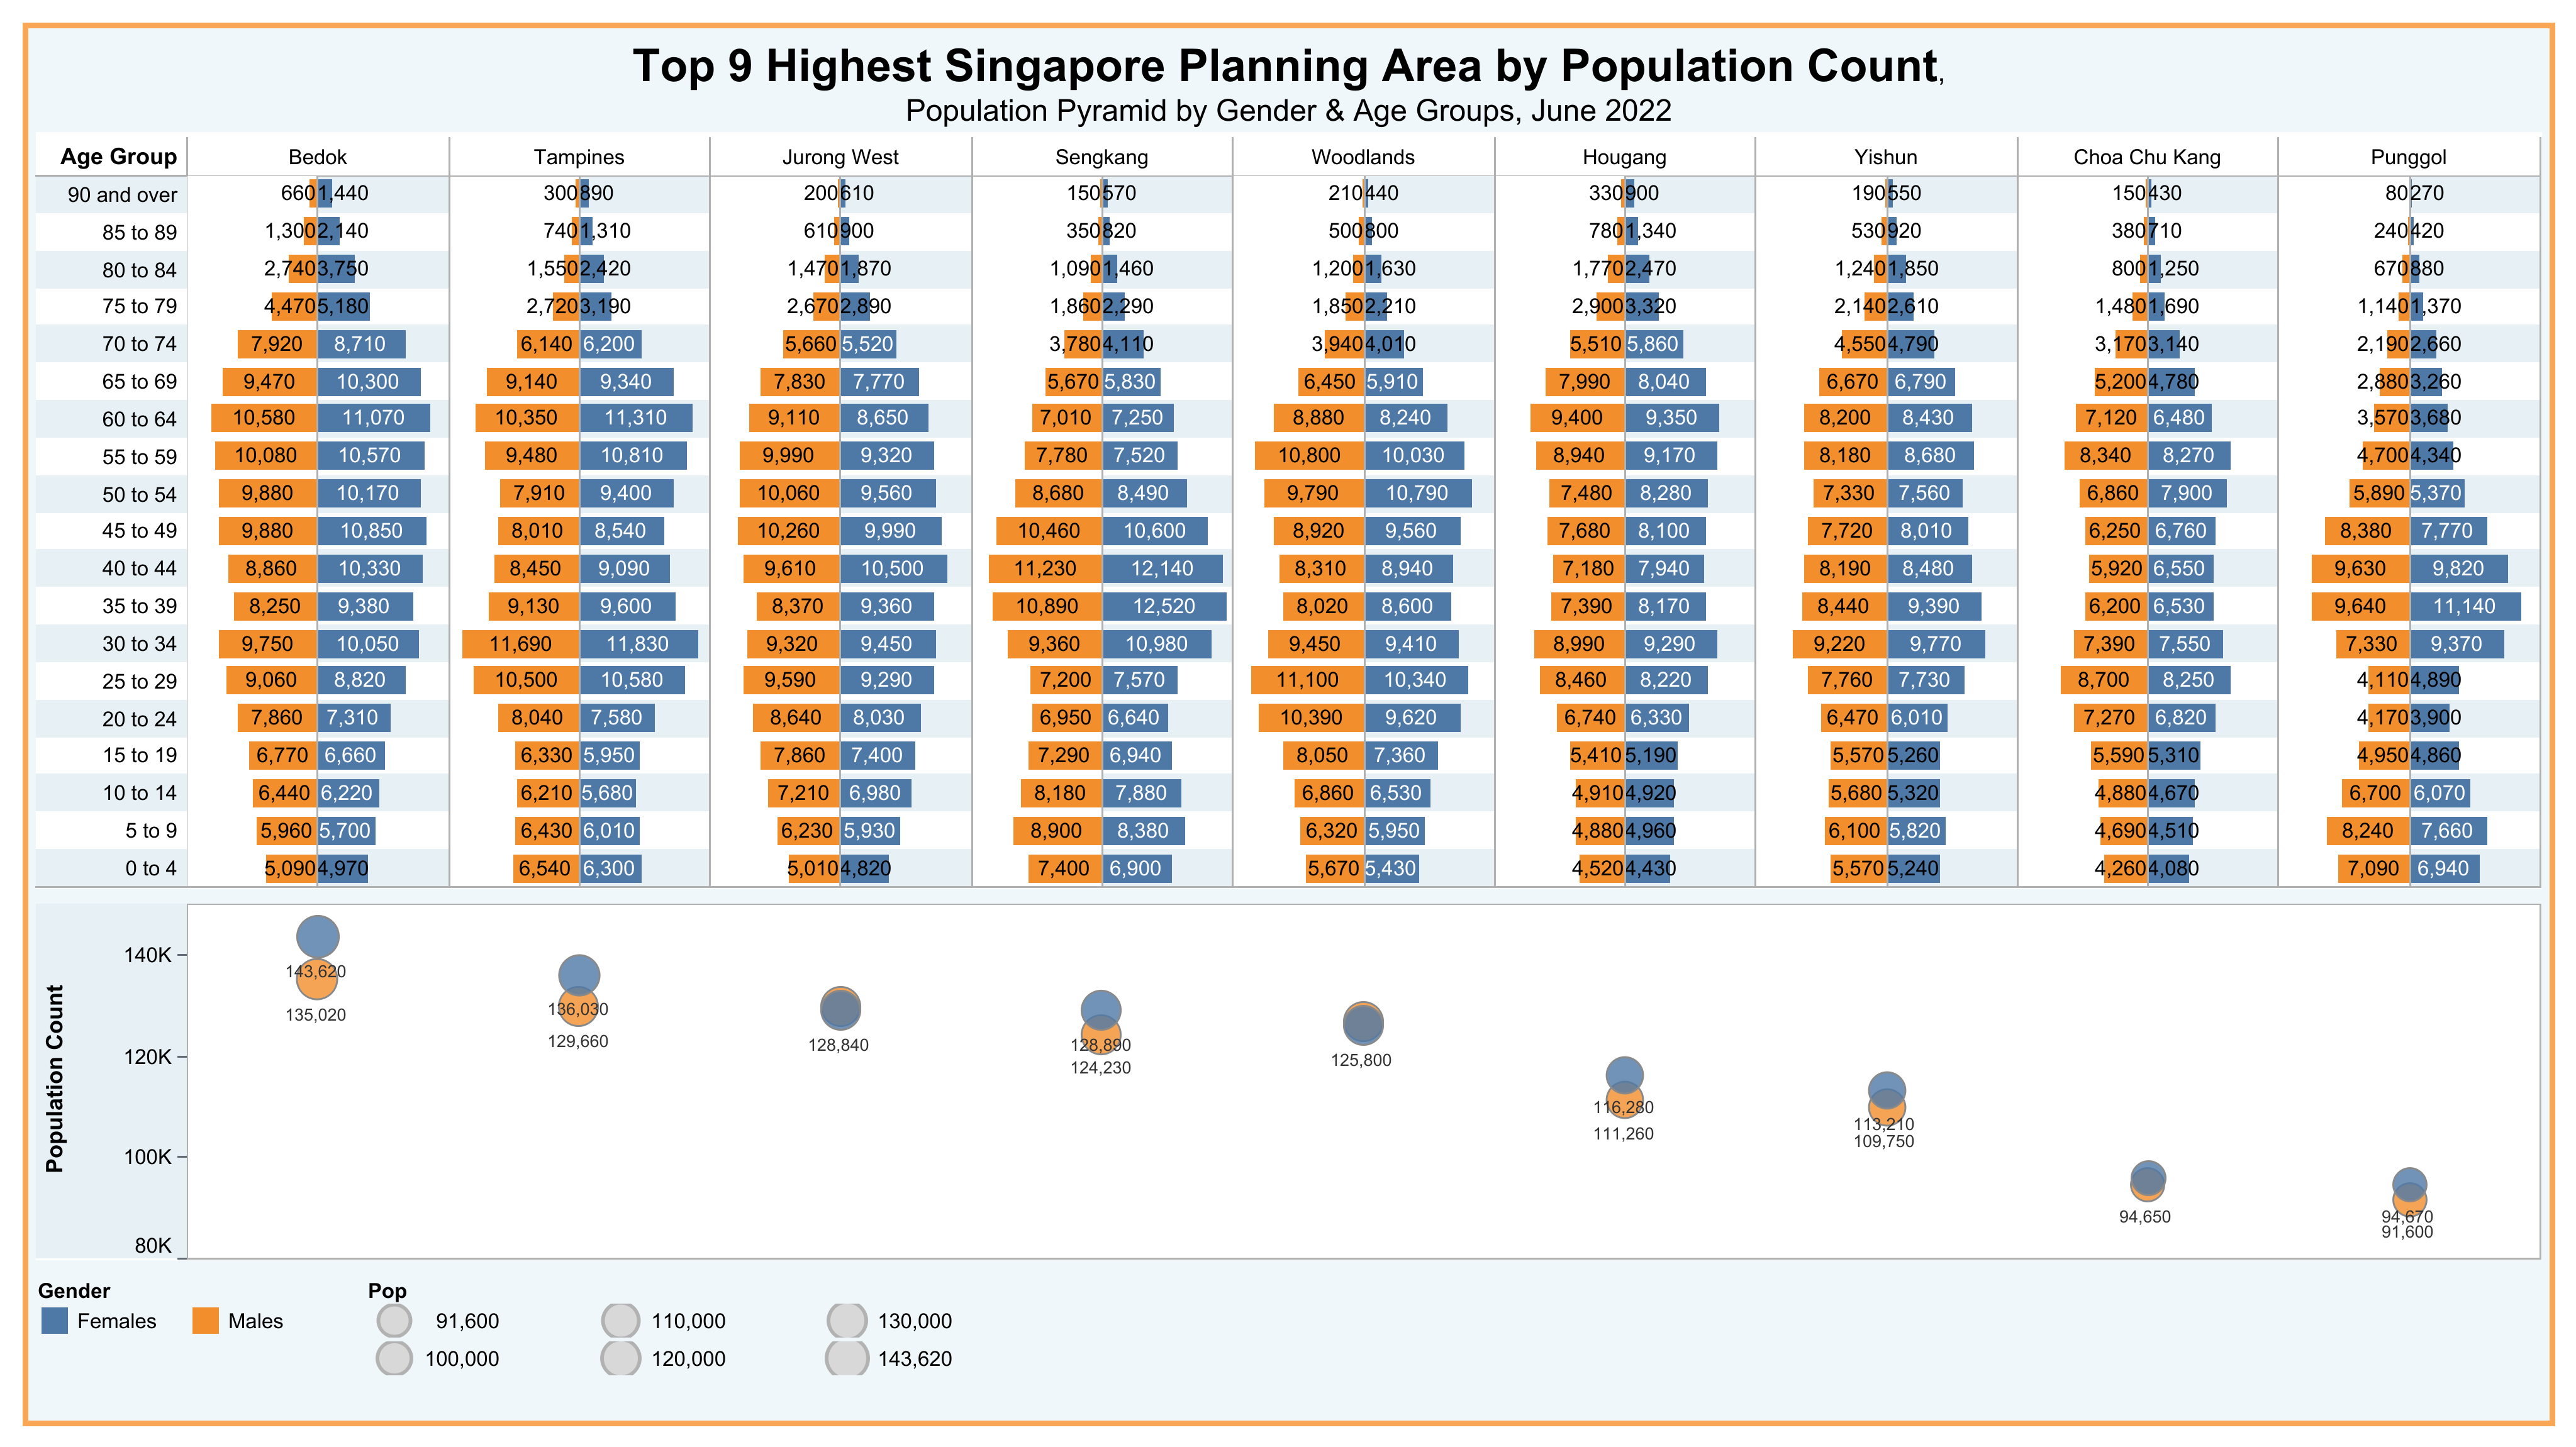 Top 9 Highest Singapore Planning Area by Population Count,
Population Pyramid by Gender & Age Groups, June 2022
Age Group Bedok Tampines Jurong West Sengkang Woodlands Hougang Yishun Choa Chu Kang Punggol
90 and over 660 1,440 300 890 200 610 150 570 210 440 330 900 190 550 150 430 80 270
85 to 89 1,300 2,140 740 1,310 610 900 350 820 500 800 780 1,340 530 920 380 710 240 420
80 to 84 2,740 3,750 1,550 2,420 1,470 1,870 1,090 1,460 1,200 1,630 1,770 2,470 1,240 1,850 800 1,250 670 880
75 to 79 4,470 5,180 2,720 3,190 2,670 2,890 1,860 2,290 1,850 2,210 2,900 3,320 2,140 2,610 1,480 1,690 1,140 1,370
70 to 74 7,920 8,710 6,140 6,200 5,660 5,520 3,780 4,110 3,940 4,010 5,510 5,860 4,550 4,790 3,170 3,140 2,190 2,660
65 to 69 9,470 10,300 9,140 9,340 7,830 7,770 5,670 5,830 6,450 5,910 7,990 8,040 6,670 6,790 5,200 4,780 2,880 3,260
60 to 64 10,580 11,070 10,350 11,310 9,110 8,650 7,010 7,250 8,880 8,240 9,400 9,350 8,200 8,430 7,120 6,480 3,570 3,680
55 to 59 10,080 10,570 9,480 10,810 9,990 9,320 7,780 7,520 10,800 10,030 8,940 9,170 8,180 8,680 8,340 8,270 4,700 4,340
50 to 54 9,880 10,170 7,910 9,400 10,060 9,560 8,680 8,490 9,790 10,790 7,480 8,280 7,330 7,560 6,860 7,900 5,890 5,370
45 to 49 9,880 10,850 8,010 8,540 10,260 9,990 10,460 10,600 8,920 9,560 7,680 8,100 7,720 8,010 6,250 6,760 8,380 7,770
40 to 44 8,860 10,330 8,450 9,090 9,610 10,500 11,230 12,140 8,310 8,940 7,180 7,940 8,190 8,480 5,920 6,550 9,630 9,820
35 to 39 8,250 9,380 9,130 9,600 8,370 9,360 10,890 12,520 8,020 8,600 7,390 8,170 8,440 9,390 6,200 6,530 9,640 11,140
30 to 34 9,750 10,050 11,690 11,830 9,320 9,450 9,360 10,980 9,450 9,410 8,990 9,290 9,220 9,770 7,390 7,550 7,330 9,370
25 to 29 9,060 8,820 10,500 10,580 9,590 9,290 7,200 7,570 11,100 10,340 8,460 8,220 7,760 7,730 8,700 8,250 4,110 4,890
20 to 24 7,860 7,310 8,040 7,580 8,640 8,030 6,950 6,640 10,390 9,620 6,740 6,330 6,470 6,010 7,270 6,820 4,170 3,900
15 to 19 6,770 6,660 6,330 5,950 7,860 7,400 7,290 6,940 8,050 7,360 5,410 5,190 5,570 5,260 5,590 5,310 4,950 4,860
10 to 14 6,440 6,220 6,210 5,680 7,210 6,980 8,180 7,880 6,860 6,530 4,910 4,920 5,680 5,320 4,880 4,670 6,700 6,070
5 to 9 5,960 5,700 6,430 6,010 6,230 5,930 8,900 8,380 6,320 5,950 4,880 4,960 6,100 5,820 4,690 4,510 8,240 7,660
0 to 4 5,090 4,970 6,540 6,300 5,010 4,820 7,400 6,900 5,670 5,430 4,520 4,430 5,570 5,240 4,260 4,080 7,090 6,940
Population Count
140K
120K
100K
80K
143,620
135,020
136,030
129,660
128,840
128,890
124,230
125,800
116,280
111,260
113,210
109,750
94,650
94,670
91,600
Gender
Females Males
Pop
91,600 110,000 130,000
100,000 120,000 143,620